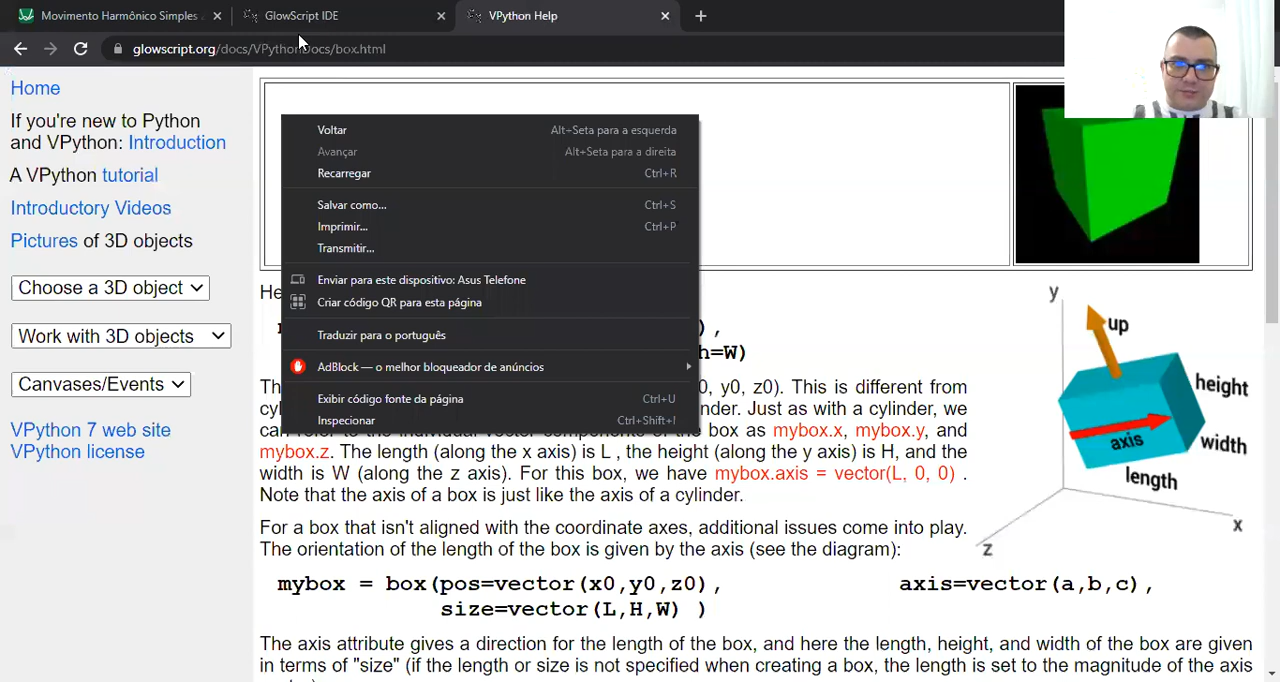 Movimento Harmônico Simples
GlowScript IDE
VPython Help
glowscript.org/docs/VPythonDocs/box.html
Home
If you're new to Python
and VPython: Introduction
A VPython tutorial
Introductory Videos
Pictures of 3D objects
Choose a 3D object
Work with 3D objects
Canvases/Events
VPython 7 web site
VPython license
Voltar Alt+Seta para a esquerda
Avançar Alt+Seta para a direita
Recarregar Ctrl+R
Salvar como... Ctrl+S
Imprimir... Ctrl+P
Transmitir...
Enviar para este dispositivo: Asus Telefone
Criar código QR para esta página
Traduzir para o português
AdBlock — o melhor bloqueador de anúncios
Exibir código fonte da página Ctrl+U
Inspecionar Ctrl+Shift+I
He
),
h=W)
0, y0, z0). This is different from
nder. Just as with a cylinder, we
box as mybox.x, mybox.y, and
mybox.z. The length (along the x axis) is L , the height (along the y axis) is H, and the
width is W (along the z axis). For this box, we have mybox.axis = vector(L, 0, 0) .
Note that the axis of a box is just like the axis of a cylinder.
For a box that isn't aligned with the coordinate axes, additional issues come into play.
The orientation of the length of the box is given by the axis (see the diagram):
mybox = box(pos=vector(x0,y0,z0), axis=vector(a,b,c),
size=vector(L,H,W) )
The axis attribute gives a direction for the length of the box, and here the length, height, and width of the box are given
in terms of "size" (if the length or size is not specified when creating a box, the length is set to the magnitude of the axis
y
up
height
axis
width
length
x
z